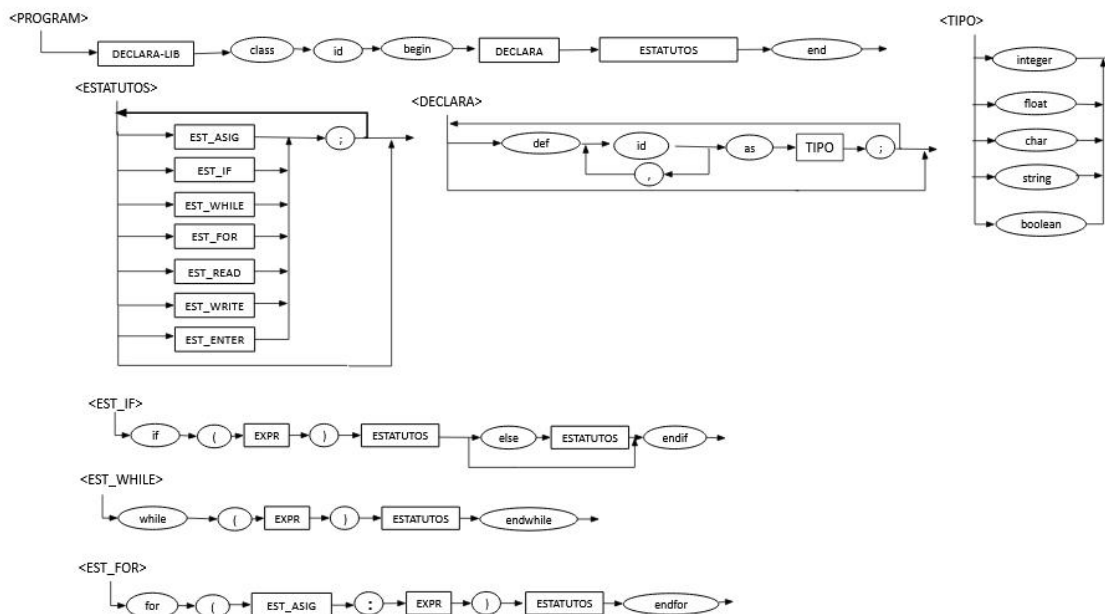 <PROGRAM>
DECLARA-LIB class id begin DECLARA ESTATUTOS end
<TIPO>
integer
float
char
string
boolean
<ESTATUTOS>
EST_ASIG ;
EST_IF
EST_WHILE
EST_FOR
EST_READ
EST_WRITE
EST_ENTER
<DECLARA>
def id as TIPO ;
,
<EST_IF>
if ( EXPR ) ESTATUTOS else ESTATUTOS endif
<EST_WHILE>
while ( EXPR ) ESTATUTOS endwhile
<EST_FOR>
for ( EST_ASIG : EXPR ) ESTATUTOS endfor